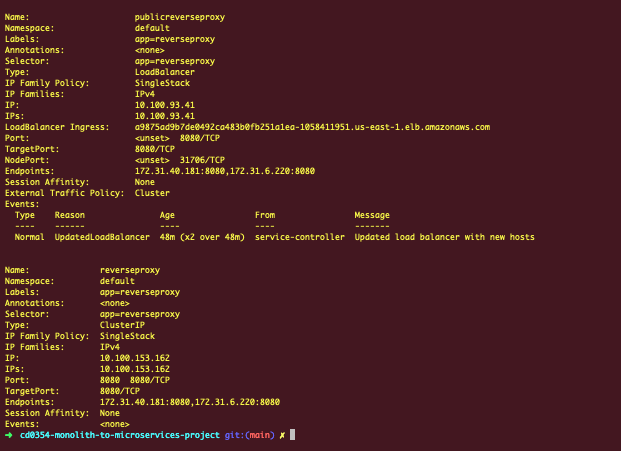 Name:                     publicreverseproxy
Namespace:                default
Labels:                   app=reverseproxy
Annotations:              <none>
Selector:                 app=reverseproxy
Type:                     LoadBalancer
IP Family Policy:         SingleStack
IP Families:              IPv4
IP:                       10.100.93.41
IPs:                      10.100.93.41
LoadBalancer Ingress:     a9875ad9b7de0492ca483b0fb251a1ea-1058411951.us-east-1.elb.amazonaws.com
Port:                     <unset>  8080/TCP
TargetPort:               8080/TCP
NodePort:                 <unset>  31706/TCP
Endpoints:                172.31.40.181:8080,172.31.6.220:8080
Session Affinity:         None
External Traffic Policy:  Cluster
Events:
  Type    Reason               Age                From                Message
  ----    ------               ----               ----                -------
  Normal  UpdatedLoadBalancer  48m (x2 over 48m)  service-controller  Updated load balancer with new hosts
Name:              reverseproxy
Namespace:         default
Labels:            app=reverseproxy
Annotations:       <none>
Selector:          app=reverseproxy
Type:              ClusterIP
IP Family Policy:  SingleStack
IP Families:       IPv4
IP:                10.100.153.162
IPs:               10.100.153.162
Port:              8080  8080/TCP
TargetPort:        8080/TCP
Endpoints:         172.31.40.181:8080,172.31.6.220:8080
Session Affinity:  None
Events:            <none>
➜  cd0354-monolith-to-microservices-project git:(main) ✗